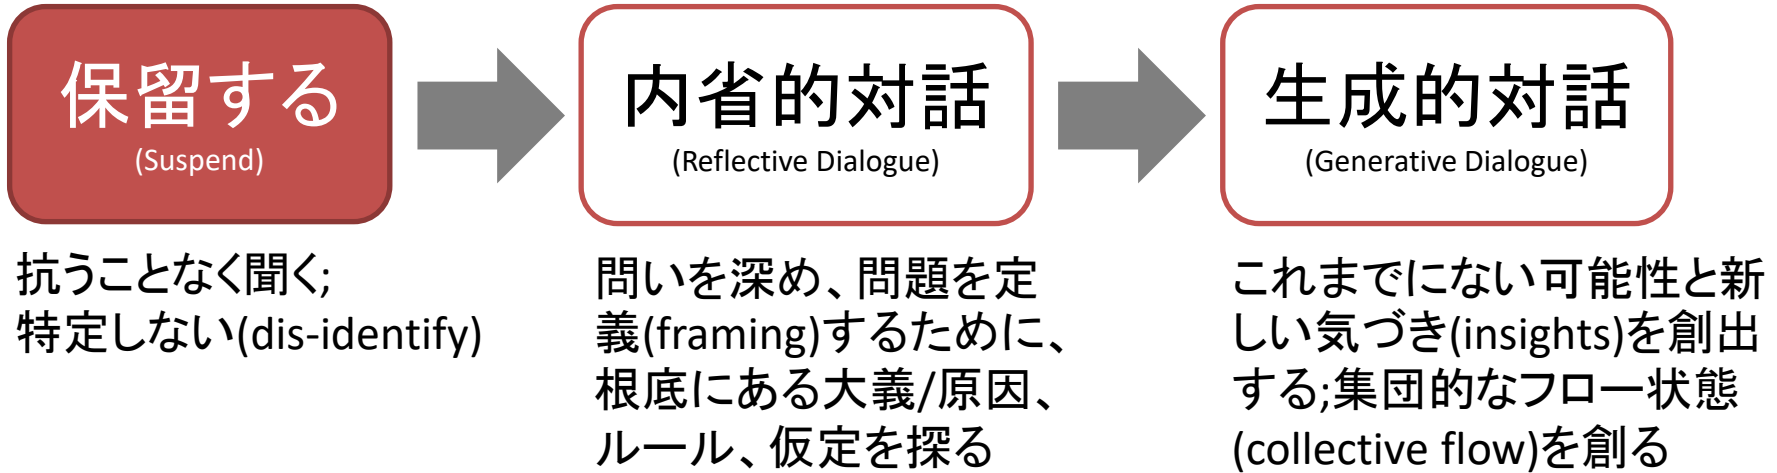 保留する
(Suspend)
抗うことなく聞く;
特定しない(dis-identify)
内省的対話
(Reflective Dialogue)
問いを深め、問題を定
義(framing)するために、
根底にある大義/原因、
ルール、仮定を探る
生成的対話
(Generative Dialogue)
これまでにない可能性と新
しい気づき(insights)を創出
する;集団的なフロー状態
(collective flow)を創る